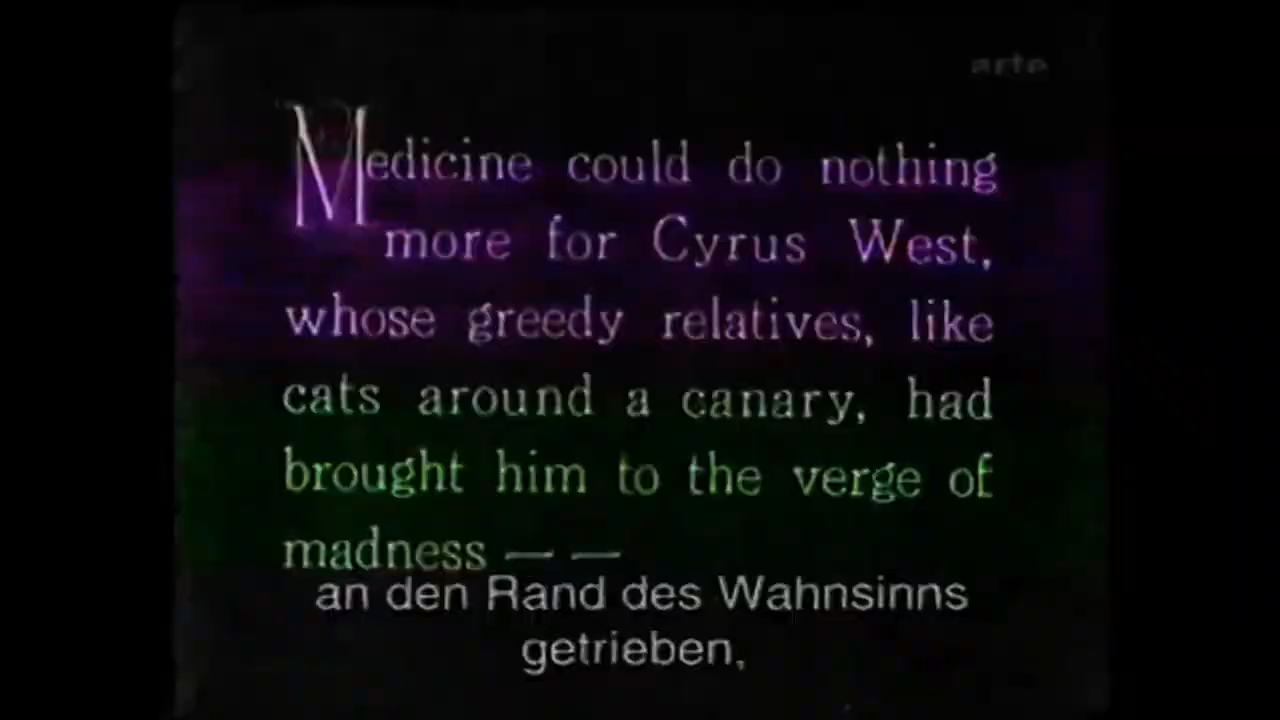 arte
Medicine could do nothing
more for Cyrus West,
whose greedy relatives, like
cats around a canary, had
brought him to the verge of
madness — —
an den Rand des Wahnsinns
getrieben,